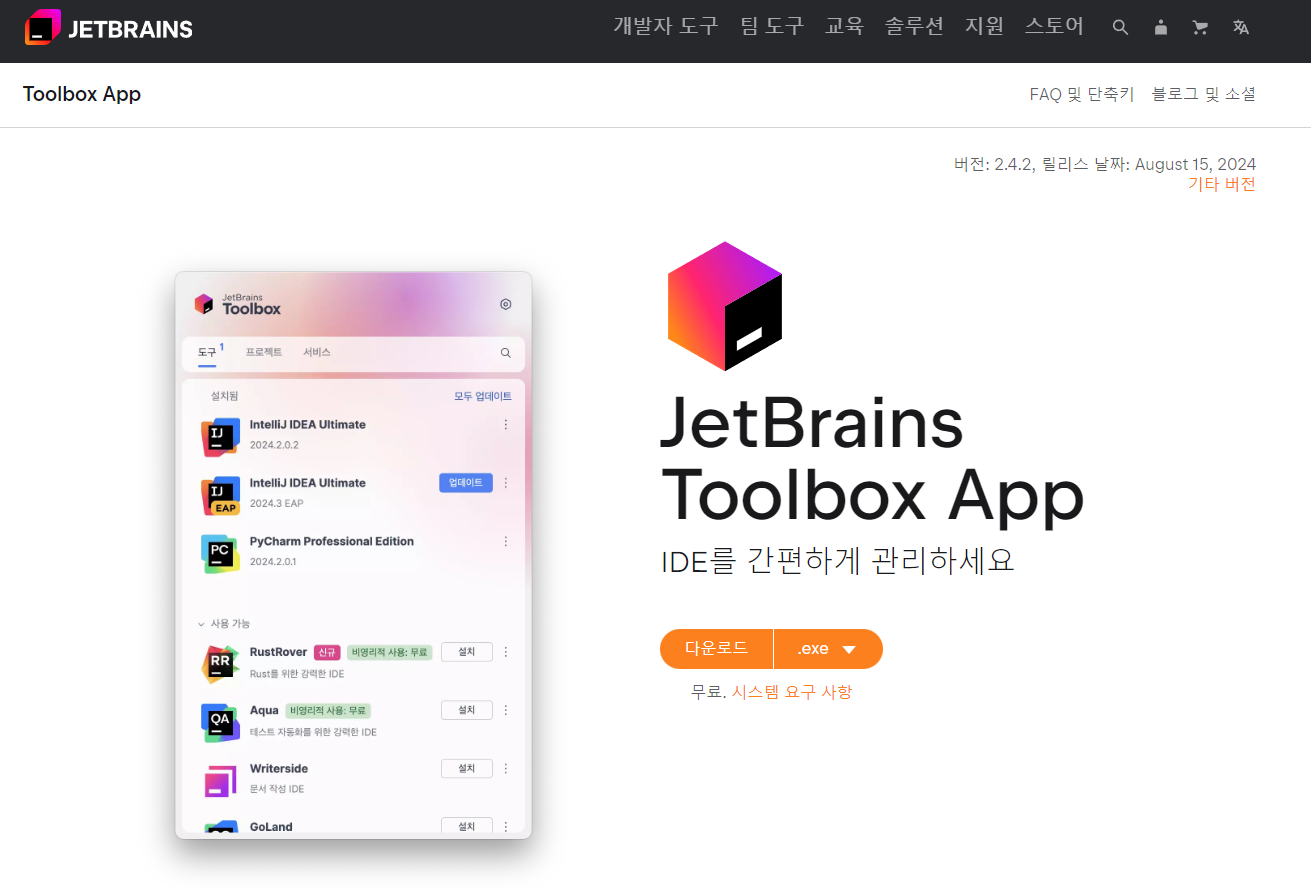 JETBRAINS
개발자 도구 팀 도구 교육 솔루션 지원 스토어
Toolbox App
FAQ 및 단축키 블로그 및 소셜
버전: 2.4.2, 릴리스 날짜: August 15, 2024
기타 버전
JetBrains
Toolbox
도구 1 프로젝트 서비스
설치됨 모두 업데이트
IJ
IntelliJ IDEA Ultimate
2024.2.0.2
IJ
EAP
IntelliJ IDEA Ultimate
2024.3 EAP
업데이트
PC
PyCharm Professional Edition
2024.2.0.1
사용 가능
RR
RustRover 신규 비영리적 사용: 무료 설치
Rust를 위한 강력한 IDE
QA
Aqua 비영리적 사용: 무료 설치
테스트 자동화를 위한 강력한 IDE
Writerside 설치
문서 작성 IDE
GoLand 설치
JetBrains
Toolbox App
IDE를 간편하게 관리하세요
다운로드 .exe
무료. 시스템 요구 사항